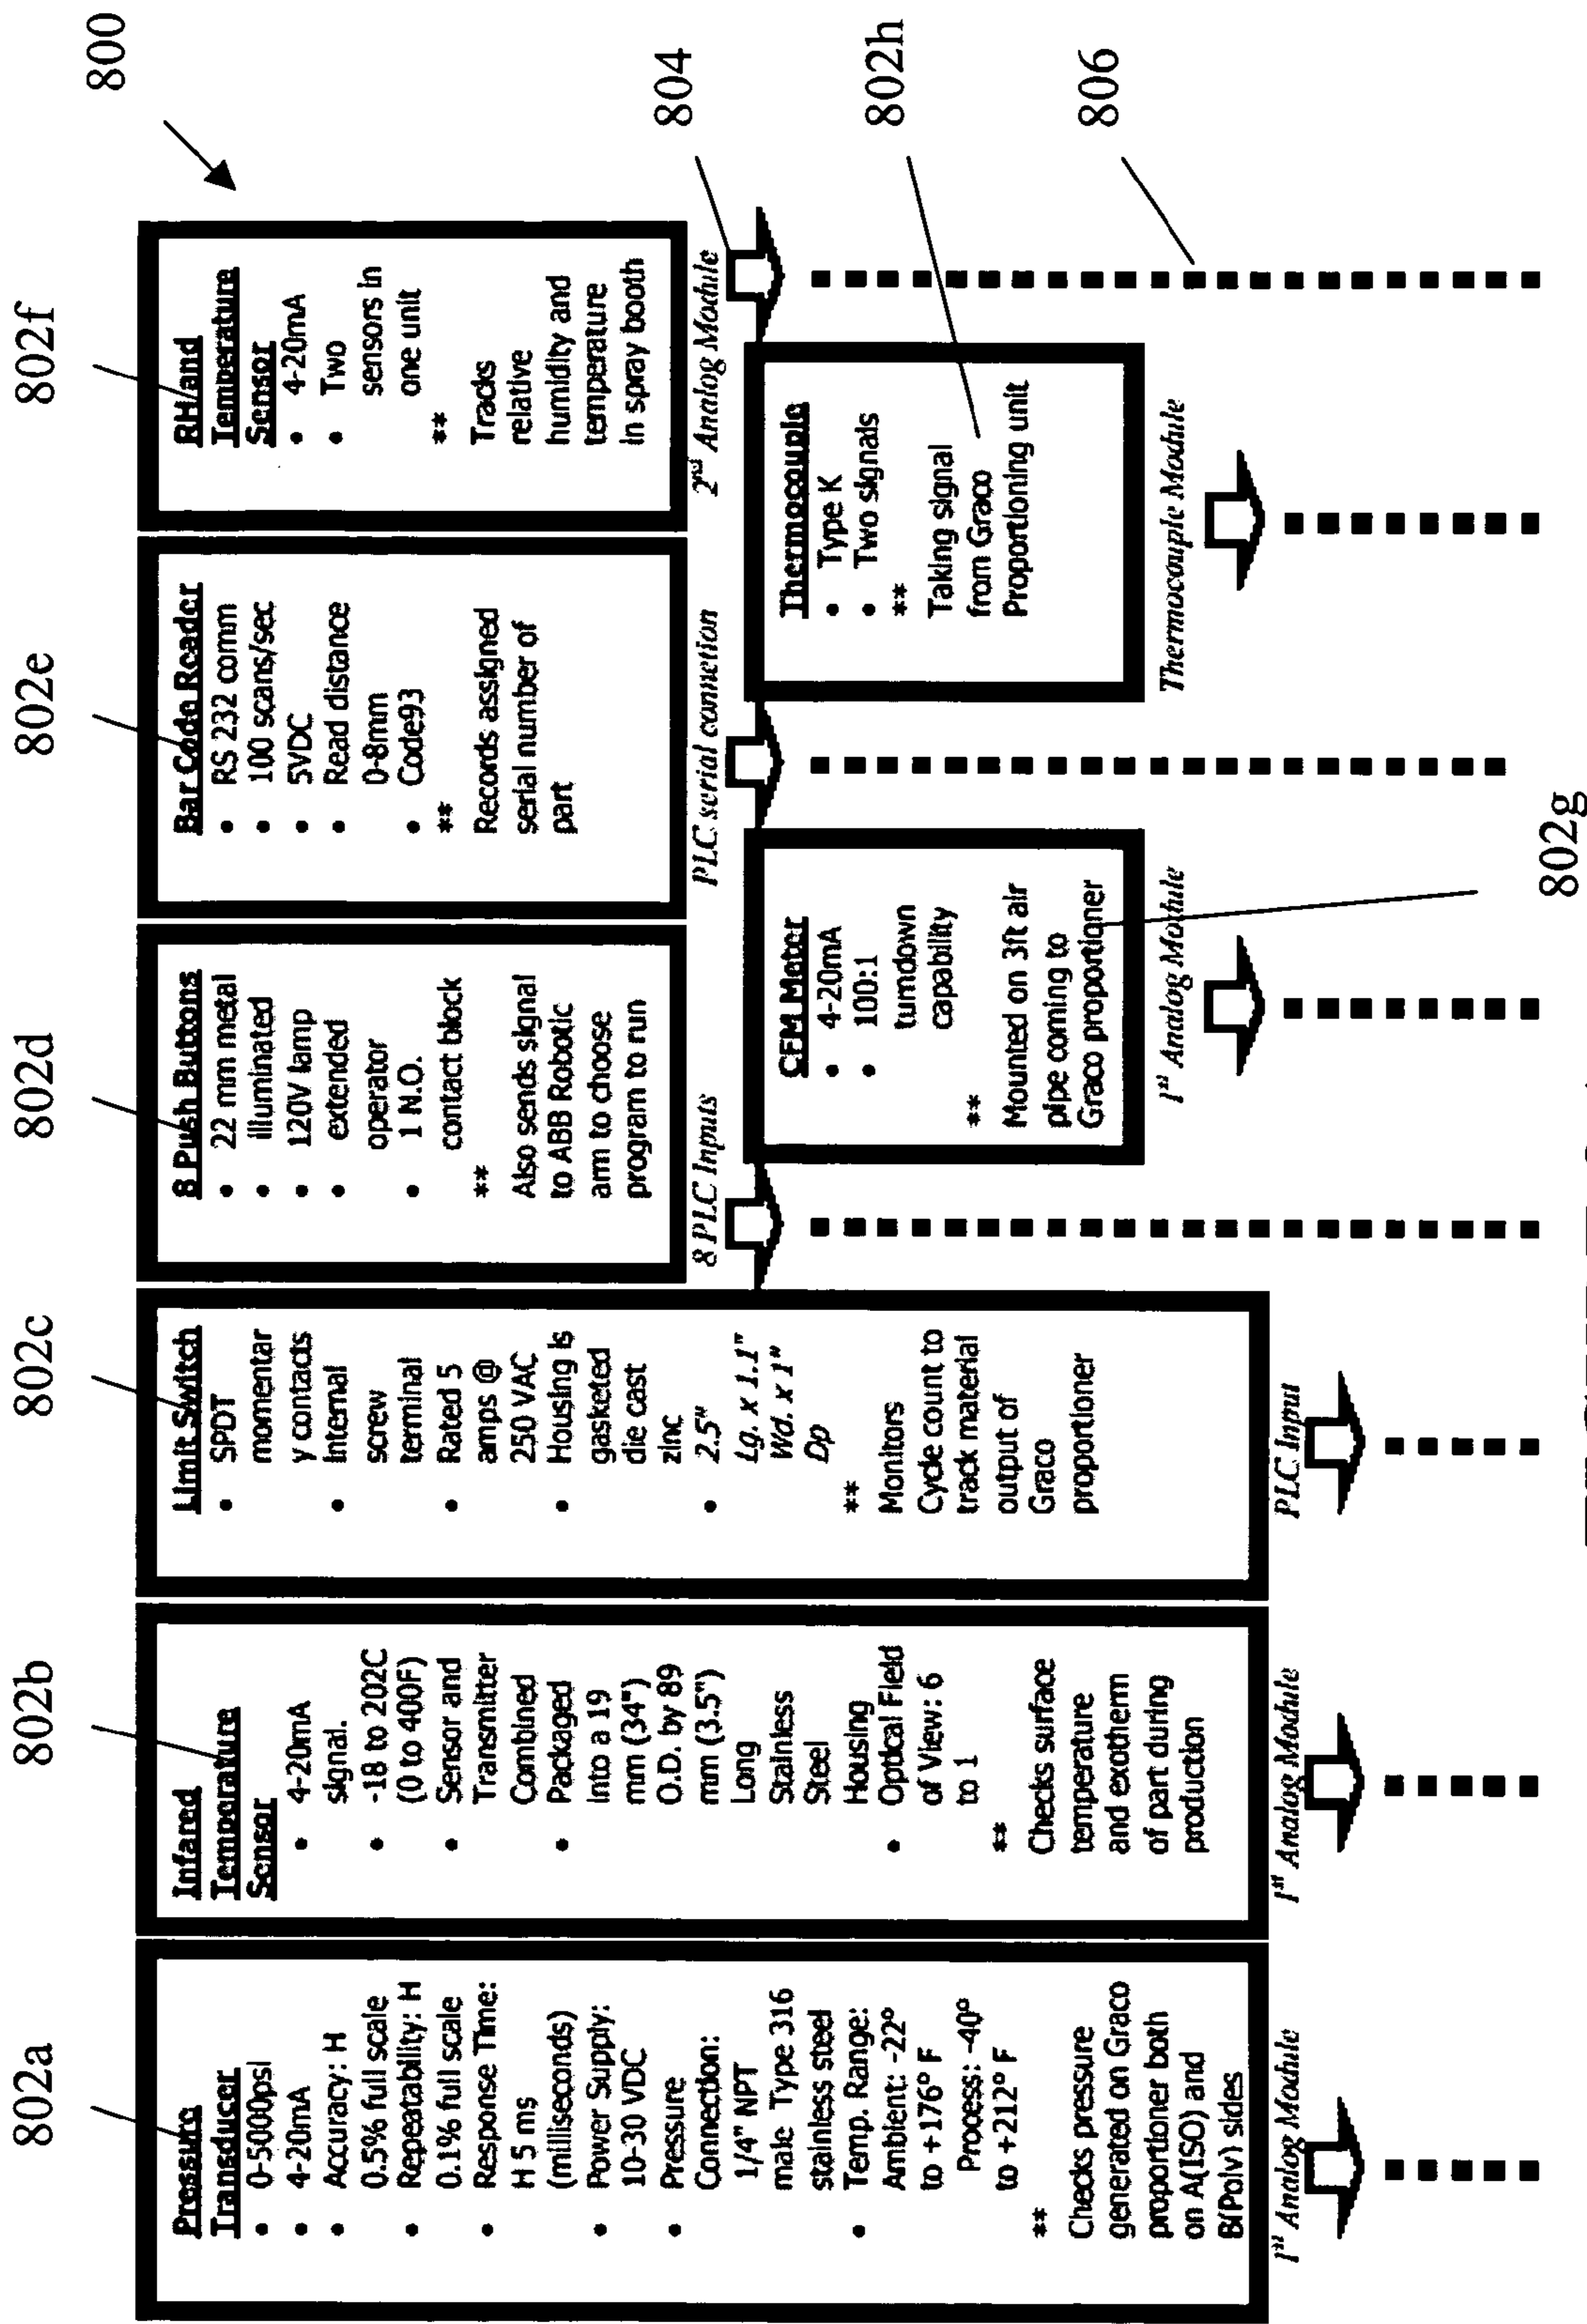 800
802a
802b
802c
802d
802e
802f
Pressure
Transducer
• 0-5000psi
• 4-20mA
• Accuracy: H
0.5% full scale
• Repeatability: H
0.1% full scale
• Response Time:
H 5 ms
(milliseconds)
• Power Supply:
10-30 VDC
• Pressure
Connection:
1/4" NPT
male Type 316
stainless steel
• Temp. Range:
Ambient: -22°
to +176° F
Process: -40°
to +212° F
**
Checks pressure
generated on Graco
proportioner both
on A(ISO) and
B(Poly) sides
1st Analog Module
Infared
Temperature
Sensor
• 4-20mA
signal.
• -18 to 202C
(0 to 400F)
• Sensor and
Transmitter
Combined
• Packaged
into a 19
mm (34")
O.D. by 89
mm (3.5")
Long
Stainless
Steel
Housing
• Optical Field
of View: 6
to 1
**
Checks surface
temperature
and exotherm
of part during
production
1st Analog Module
Limit Switch
• SPDT
momentar
y contacts
• Internal
screw
terminal
• Rated 5
amps @
250 VAC
• Housing is
gasketed
die cast
zinc
• 2.5"
Lg. x 1.1"
Wd. x 1"
Dp
**
Monitors
Cycle count to
track material
output of
Graco
proportioner
PLC Input
8 Push Buttons
• 22 mm metal
• illuminated
• 120V lamp
• extended
operator
• 1 N.O.
contact block
**
Also sends signal
to ABB Robotic
arm to choose
program to run
8 PLC Inputs
Bar Code Reader
• RS 232 comm
• 100 scans/sec
• 5VDC
• Read distance
0-8mm
• Code93
**
Records assigned
serial number of
part
PLC serial connction
RH/and
Temperature
Sensor
• 4-20mA
• Two
sensors in
one unit
**
Tracks
relative
humidity and
temperature
in spray booth
2nd Analog Module
804
CFM Meter
• 4-20mA
• 100:1
turndown
capability
**
Mounted on 3ft air
pipe coming to
Graco proportioner
1st Analog Module
802g
Thermocouple
• Type K
• Two signals
**
Taking signal
from Graco
Proportioning unit
Thermocouple Module
802h
806